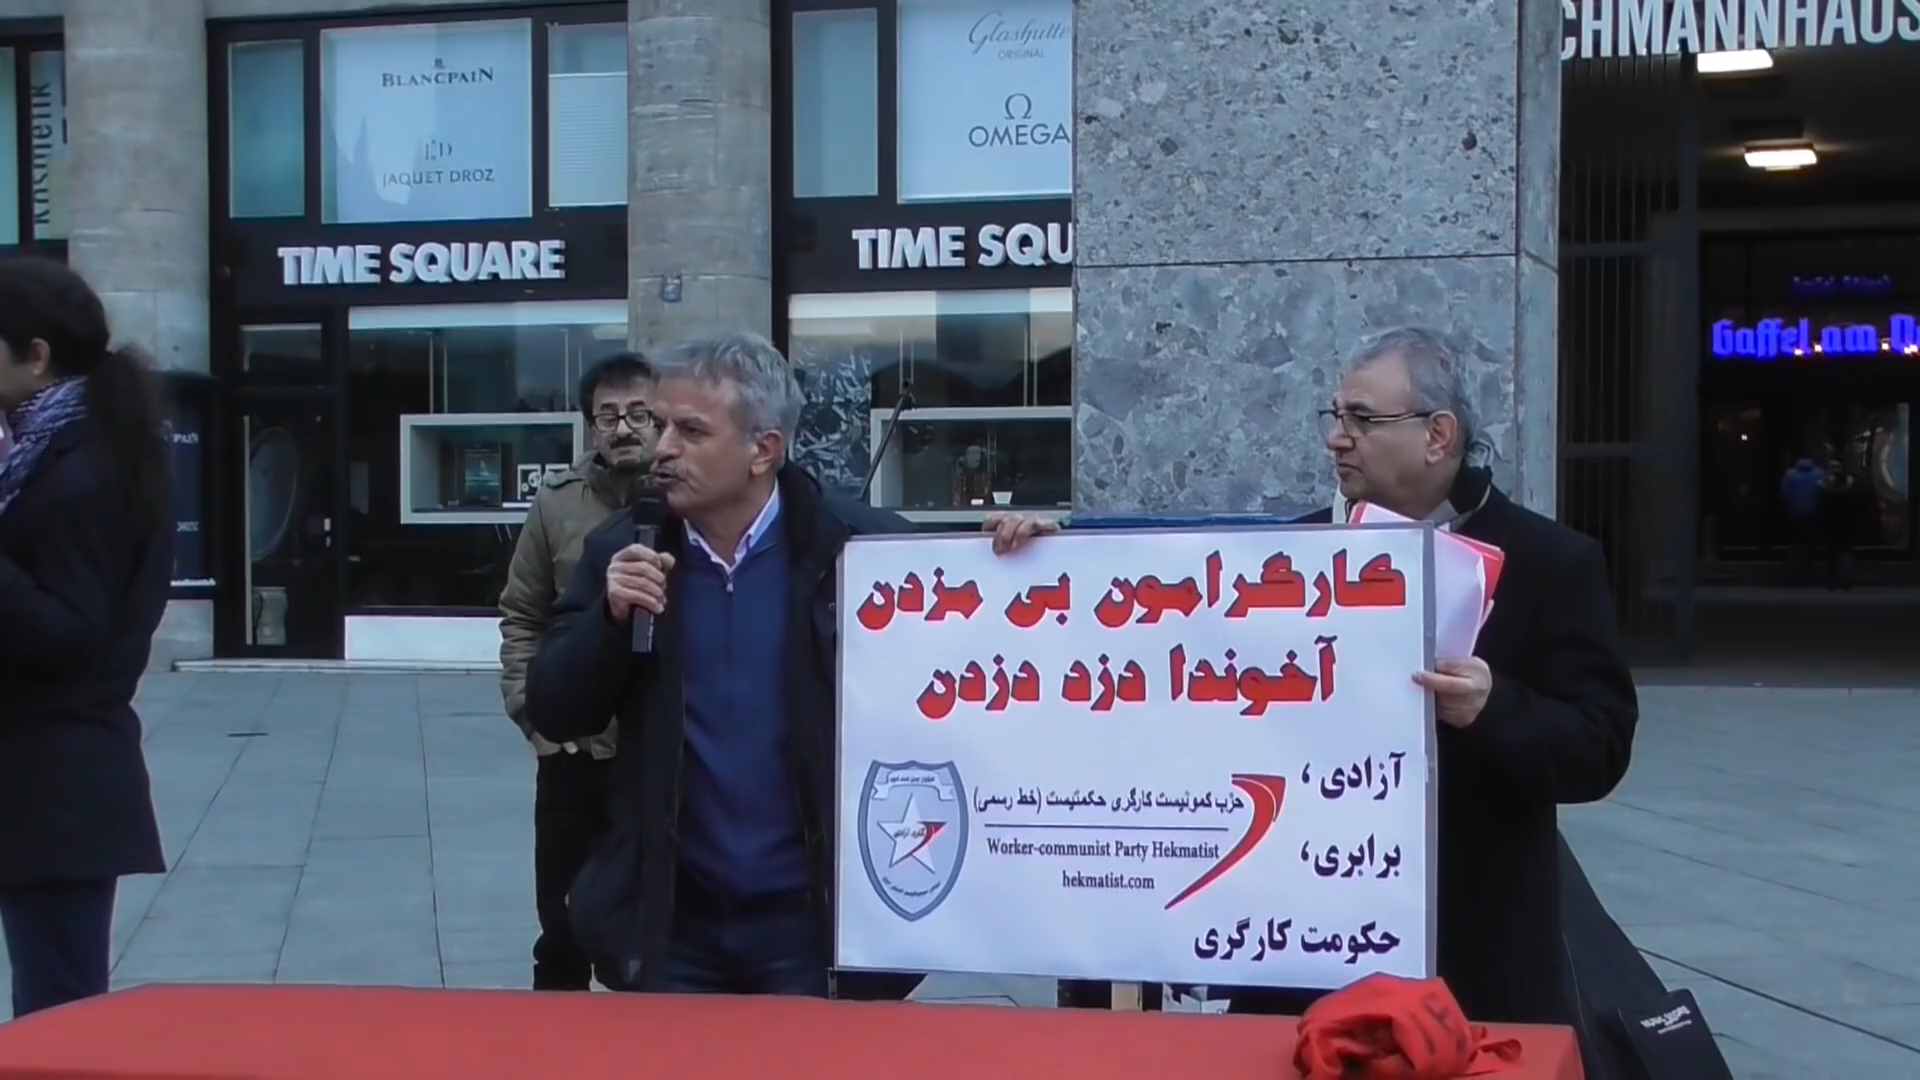 BLANCPAIN
JAQUET DROZ
Glashütte
ORIGINAL
Ω
OMEGA
CHMANNHAUS
TIME SQUARE
TIME SQU
Gaffel am D
کارگرامون بی مزدن
آخوندا دزد دزدن
آزادی ،
برابری،
حکومت کارگری
حزب کمونیست کارگری حکمتیست (خط رسمی)
Worker-communist Party Hekmatist
hekmatist.com